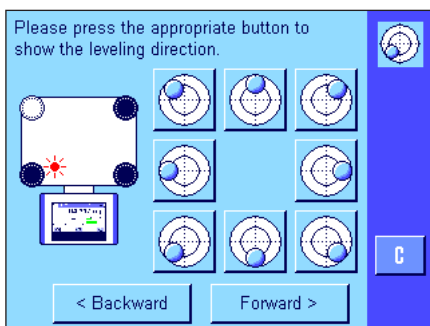 Please press the appropriate button to
show the leveling direction.
C
< Backward
Forward >